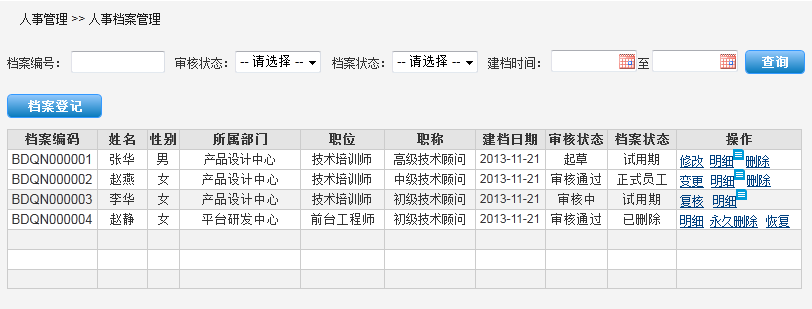 人事管理 >> 人事档案管理
档案编号： 审核状态： -- 请选择 -- 档案状态： -- 请选择 -- 建档时间： 至 查询
档案登记
档案编码 姓名 性别 所属部门 职位 职称 建档日期 审核状态 档案状态 操作
BDQN000001 张华 男 产品设计中心 技术培训师 高级技术顾问 2013-11-21 起草 试用期 修改 明细 删除
BDQN000002 赵燕 女 产品设计中心 技术培训师 中级技术顾问 2013-11-21 审核通过 正式员工 变更 明细 删除
BDQN000003 李华 女 产品设计中心 技术培训师 初级技术顾问 2013-11-21 审核中 试用期 复核 明细
BDQN000004 赵静 女 平台研发中心 前台工程师 初级技术顾问 2013-11-21 审核通过 已删除 明细 永久删除 恢复